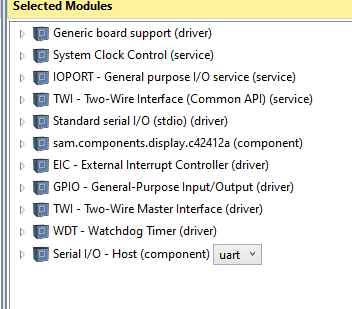 Selected Modules
Generic board support (driver)
System Clock Control (service)
IOPORT - General purpose I/O service (service)
TWI - Two-Wire Interface (Common API) (service)
Standard serial I/O (stdio) (driver)
sam.components.display.c42412a (component)
EIC - External Interrupt Controller (driver)
GPIO - General-Purpose Input/Output (driver)
TWI - Two-Wire Master Interface (driver)
WDT - Watchdog Timer (driver)
Serial I/O - Host (component) uart